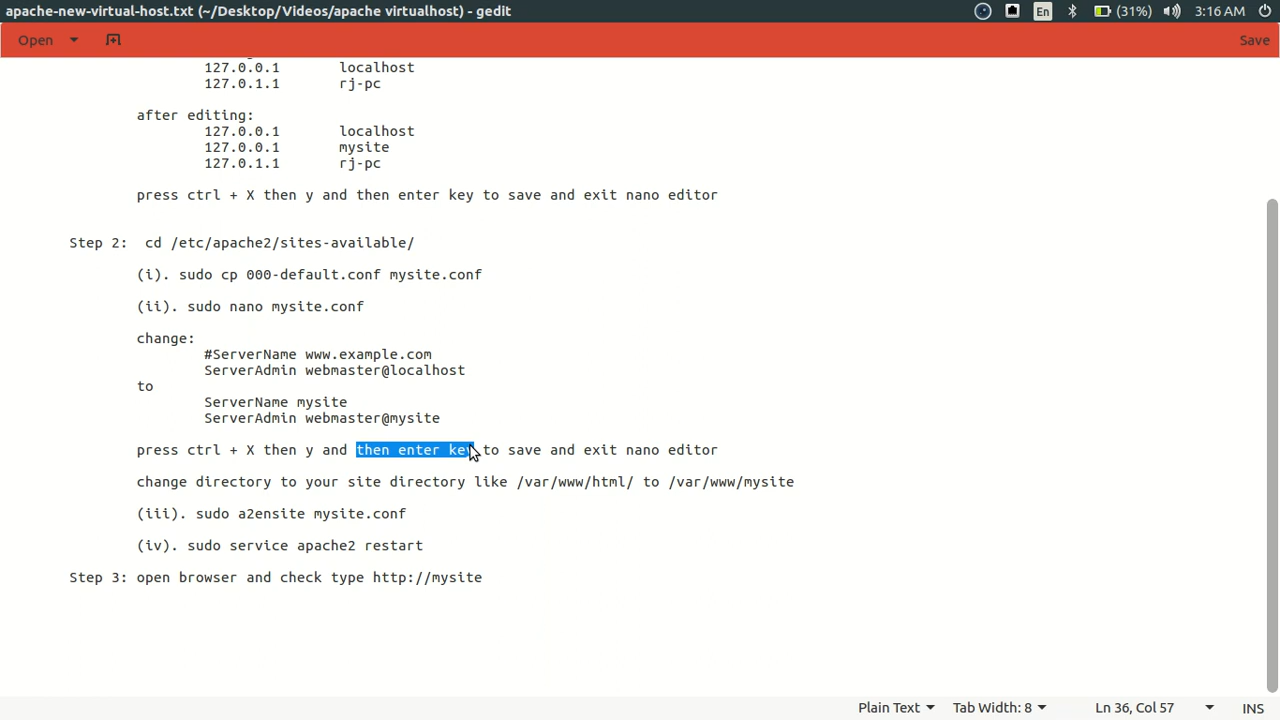 apache-new-virtual-host.txt (~/Desktop/Videos/apache virtualhost) - gedit En (31%) 3:16 AM
Open Save
127.0.0.1 localhost
127.0.1.1 rj-pc
after editing:
127.0.0.1 localhost
127.0.0.1 mysite
127.0.1.1 rj-pc
press ctrl + X then y and then enter key to save and exit nano editor
Step 2: cd /etc/apache2/sites-available/
(i). sudo cp 000-default.conf mysite.conf
(ii). sudo nano mysite.conf
change:
#ServerName www.example.com
ServerAdmin webmaster@localhost
to
ServerName mysite
ServerAdmin webmaster@mysite
press ctrl + X then y and then enter key to save and exit nano editor
change directory to your site directory like /var/www/html/ to /var/www/mysite
(iii). sudo a2ensite mysite.conf
(iv). sudo service apache2 restart
Step 3: open browser and check type http://mysite
Plain Text Tab Width: 8 Ln 36, Col 57 INS